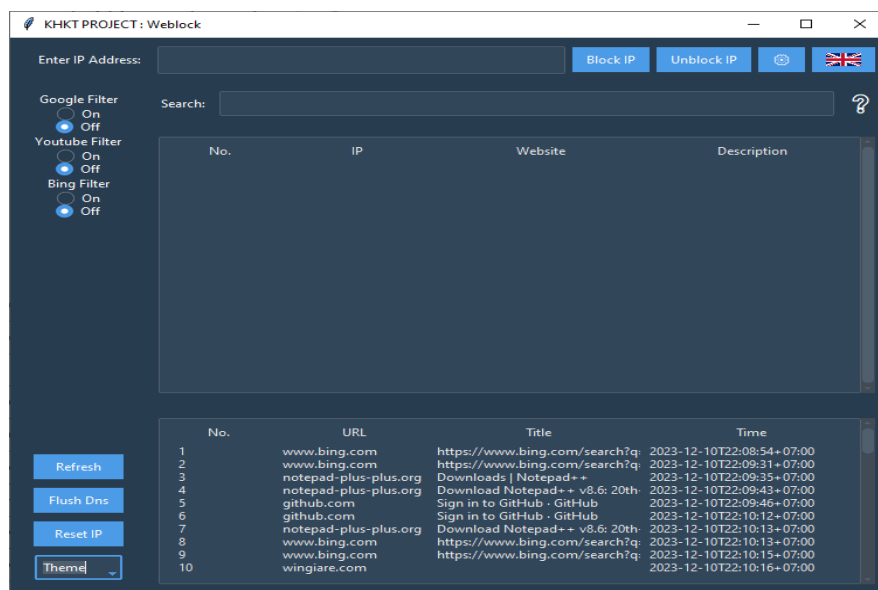 KHKT PROJECT : Weblock
Enter IP Address: Block IP Unblock IP
Google Filter
On
Off
Youtube Filter
On
Off
Bing Filter
On
Off
Search:
No. IP Website Description
No. URL Title Time
1 www.bing.com https://www.bing.com/search?q: 2023-12-10T22:08:54+07:00
2 www.bing.com https://www.bing.com/search?q: 2023-12-10T22:09:31+07:00
3 notepad-plus-plus.org Downloads | Notepad++ 2023-12-10T22:09:35+07:00
4 notepad-plus-plus.org Download Notepad++ v8.6: 20th- 2023-12-10T22:09:43+07:00
5 github.com Sign in to GitHub · GitHub 2023-12-10T22:09:46+07:00
6 github.com Sign in to GitHub · GitHub 2023-12-10T22:10:12+07:00
7 notepad-plus-plus.org Download Notepad++ v8.6: 20th- 2023-12-10T22:10:13+07:00
8 www.bing.com https://www.bing.com/search?q: 2023-12-10T22:10:13+07:00
9 www.bing.com https://www.bing.com/search?q: 2023-12-10T22:10:15+07:00
10 wingiare.com 2023-12-10T22:10:16+07:00
Refresh
Flush Dns
Reset IP
Theme